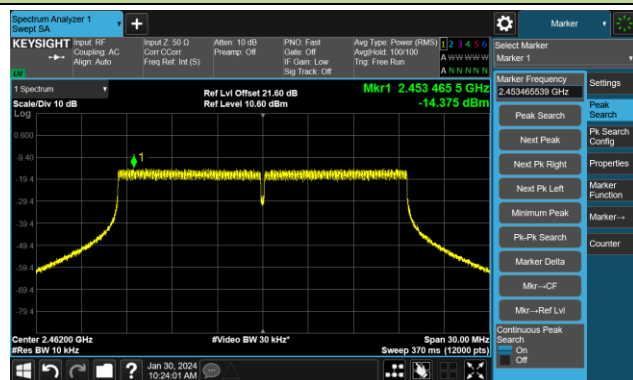 Spectrum Analyzer 1
Swept SA
+
Marker
KEYSIGHT
Input: RF
Coupling: AC
Align: Auto
Input Z: 50 Ω
Corr CCorr
Freq Ref: Int (S)
Atten: 10 dB
Preamp: Off
PNO: Fast
Gate: Off
IF Gain: Low
Sig Track: Off
Avg Type: Power (RMS)
Avg|Hold: 100/100
Trig: Free Run
1 2 3 4 5 6
A W W W W W
A N N N N N
LXI
Select Marker
Marker 1
1 Spectrum
Scale/Div 10 dB
Log
Ref Lvl Offset 21.60 dB
Ref Level 10.60 dBm
Mkr1 2.453 465 5 GHz
-14.375 dBm
0.600
-9.40
-19.4
-29.4
-39.4
-49.4
-59.4
-69.4
-79.4
1
Center 2.46200 GHz
#Res BW 10 kHz
#Video BW 30 kHz*
Span 30.00 MHz
Sweep 370 ms (12000 pts)
Marker Frequency
2.453465539 GHz
Peak Search
Next Peak
Next Pk Right
Next Pk Left
Minimum Peak
Pk-Pk Search
Marker Delta
Mkr→CF
Mkr→Ref Lvl
Continuous Peak
Search
On
Off
Settings
Peak
Search
Pk Search
Config
Properties
Marker
Function
Marker→
Counter
?
Jan 30, 2024
10:24:01 AM